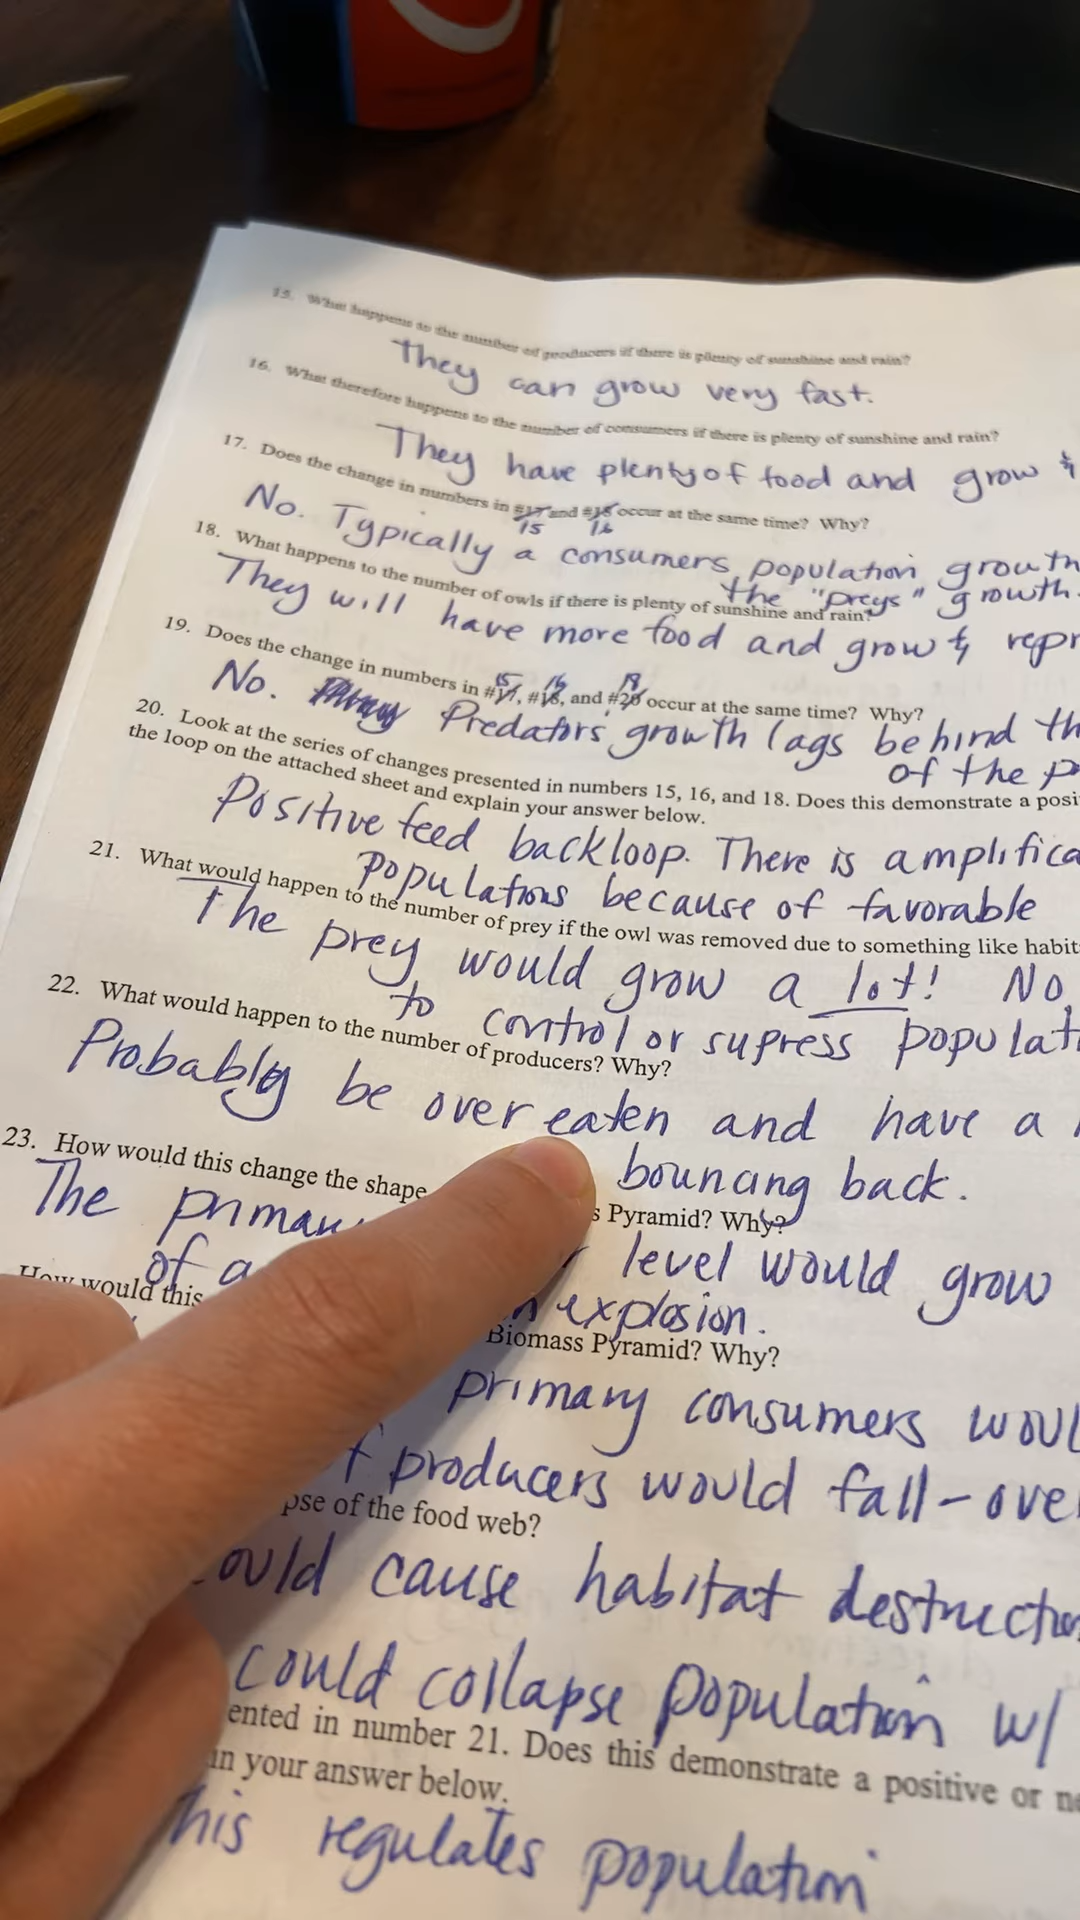 15. What happens to the number of producers if there is plenty of sunshine and rain?
They can grow very fast.
16. What therefore happens to the number of consumers if there is plenty of sunshine and rain?
They have plenty of food and grow &
17. Does the change in numbers in #17 and #18 occur at the same time? Why?
15 16
No. Typically a consumers population growth
the "preys" growth.
18. What happens to the number of owls if there is plenty of sunshine and rain?
They will have more food and grow & repr
19. Does the change in numbers in #17, #18, and #20 occur at the same time? Why?
15 16 18
No. Predators' growth lags behind th
of the p
20. Look at the series of changes presented in numbers 15, 16, and 18. Does this demonstrate a posi
the loop on the attached sheet and explain your answer below.
Positive feed backloop. There is amplifica
populations because of favorable
21. What would happen to the number of prey if the owl was removed due to something like habit
The prey would grow a lot! No
to control or supress populat
22. What would happen to the number of producers? Why?
Probably be over eaten and have a
bouncing back.
23. How would this change the shape
s Pyramid? Why?
The primary
level would grow
of a
explosion.
How would this
Biomass Pyramid? Why?
primary consumers woul
f producers would fall-over
pse of the food web?
ould cause habitat destruction
could collapse population w/
ented in number 21. Does this demonstrate a positive or ne
in your answer below.
his regulates population